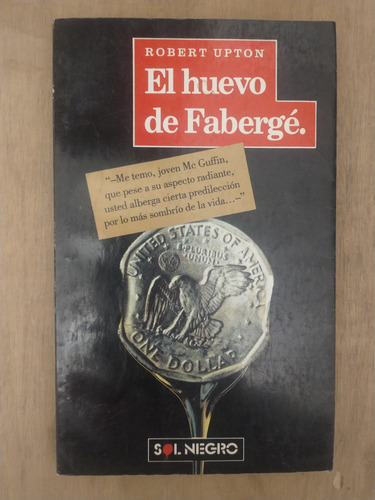 ROBERT UPTON
El huevo
de Fabergé.
“–Me temo, joven Mc Guffin,
que pese a su aspecto radiante,
usted alberga cierta predilección
por lo más sombrío de la vida...–”
UNITED STATES OF AMERICA
E PLURIBUS
UNUM
ONE DOLLAR
SOL NEGRO